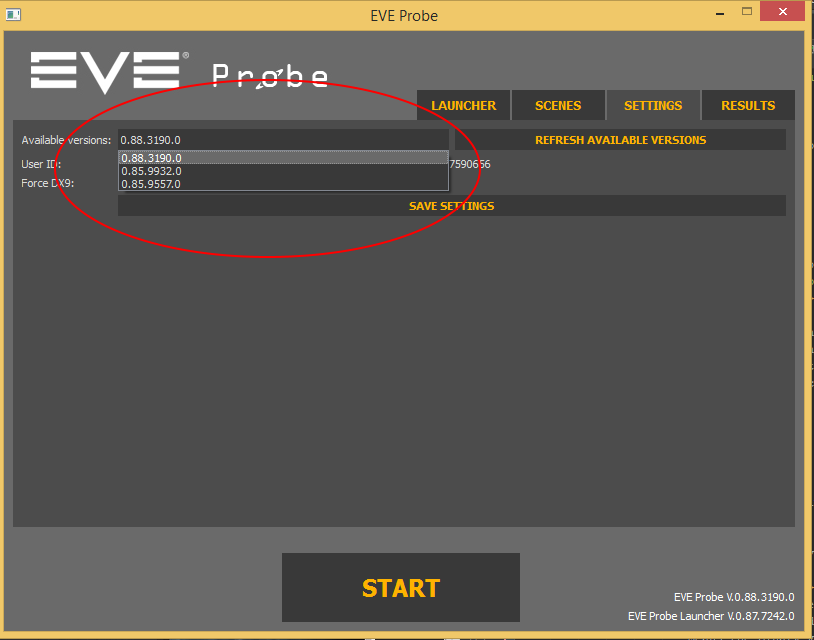 EVE Probe
EVE® Probe
LAUNCHER SCENES SETTINGS RESULTS
Available versions: 0.88.3190.0 REFRESH AVAILABLE VERSIONS
0.88.3190.0
User ID: 7590656
0.85.9932.0
Force DX9: 0.85.9557.0
SAVE SETTINGS
START
EVE Probe V.0.88.3190.0
EVE Probe Launcher V.0.87.7242.0